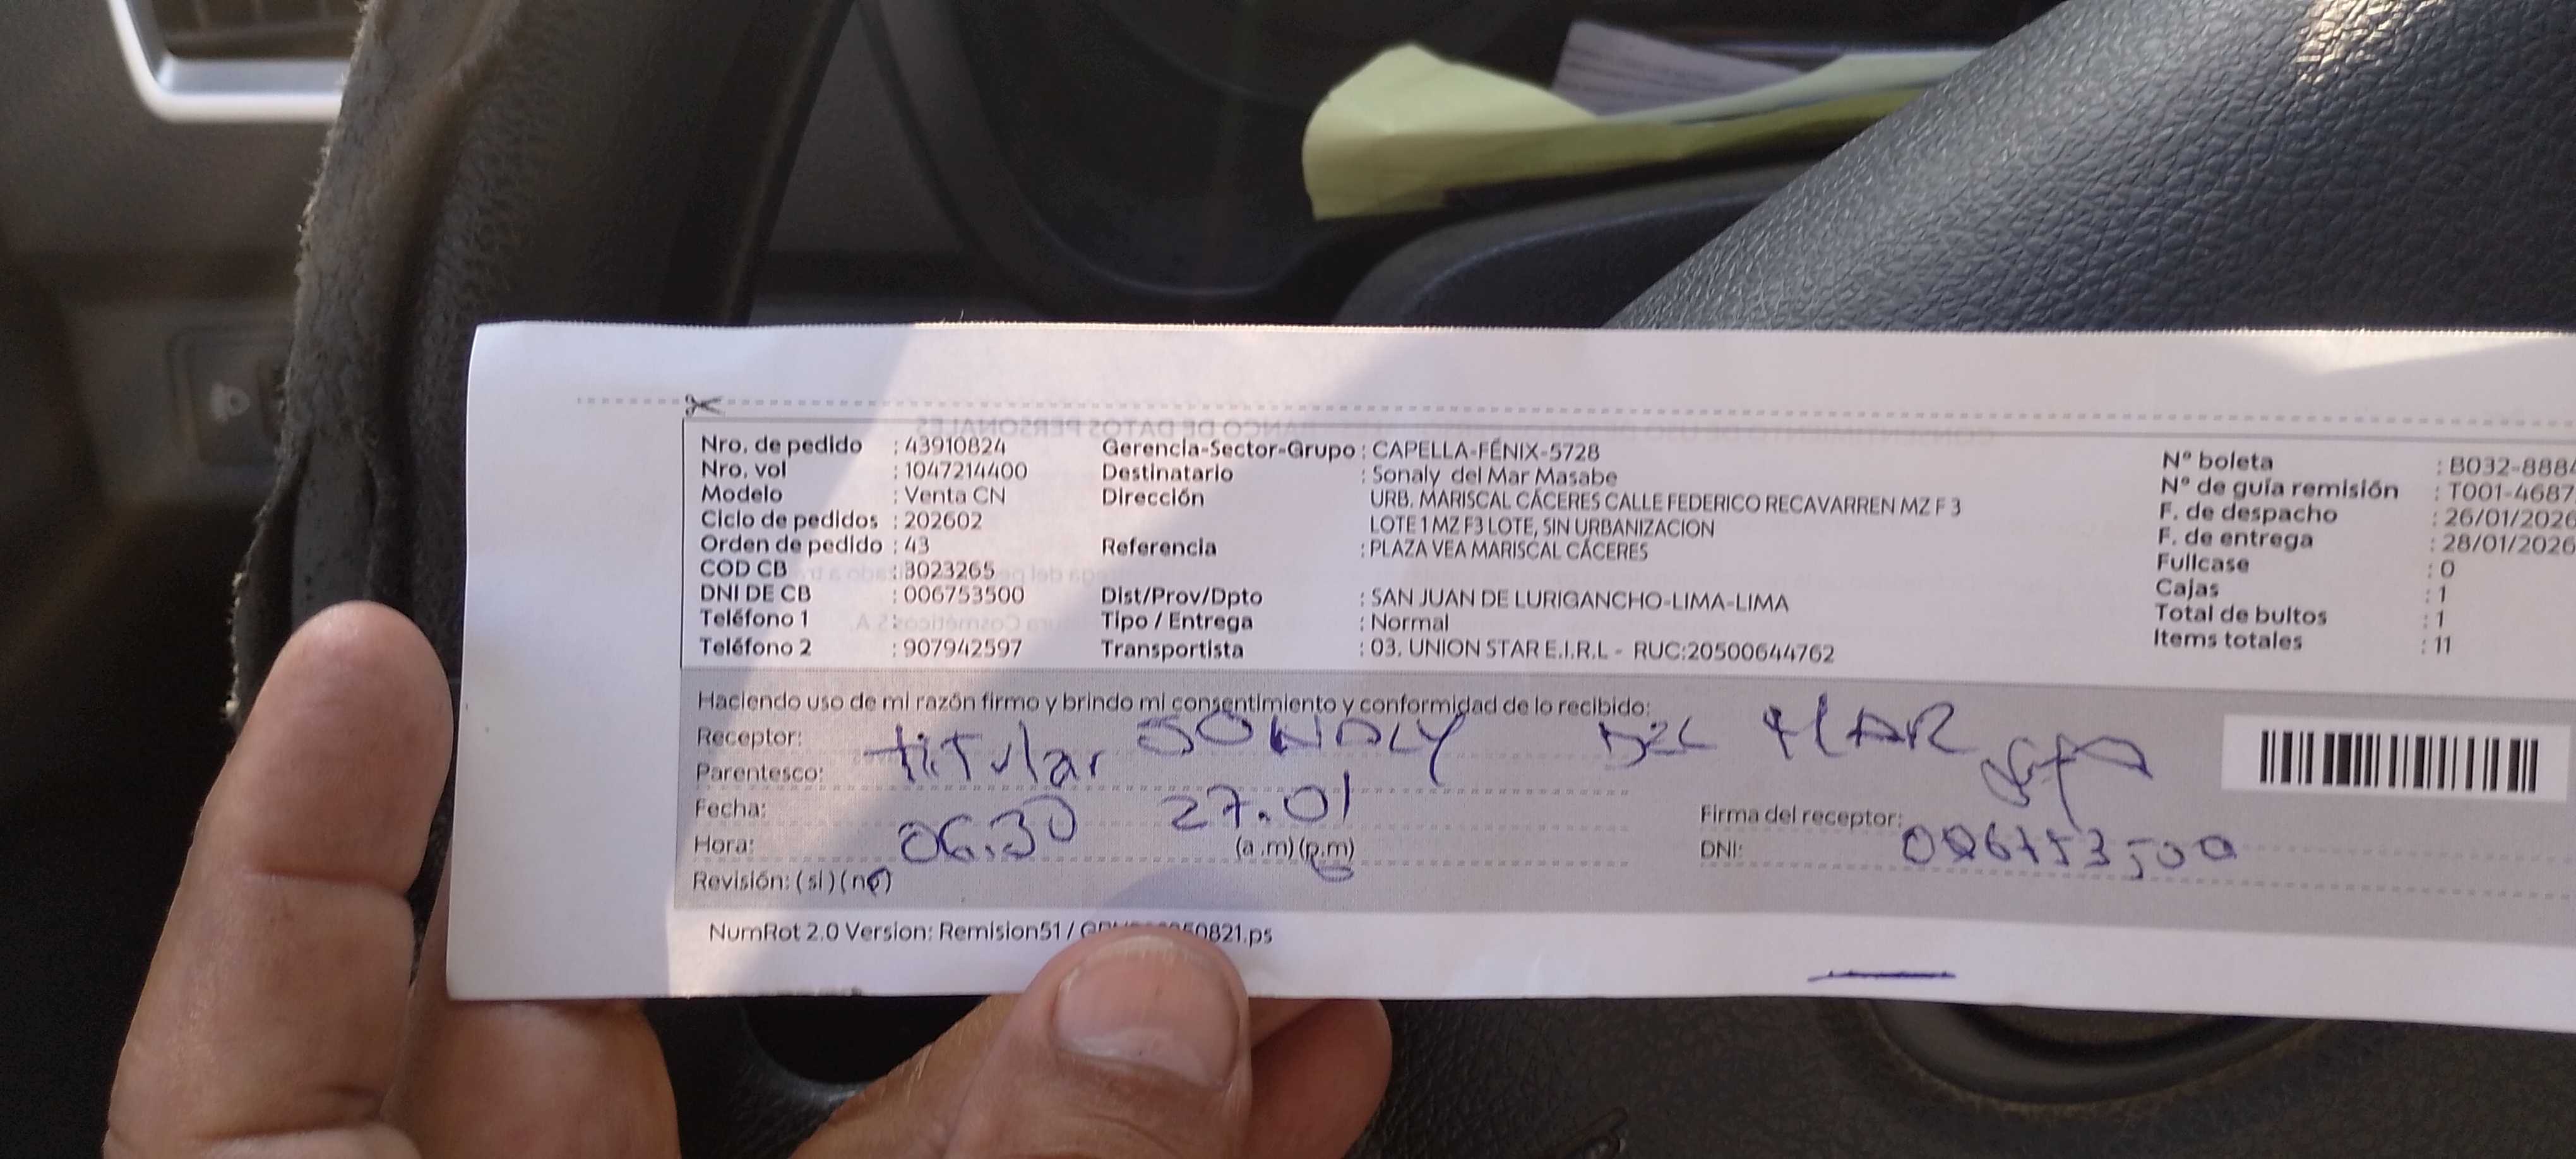 Nro. de pedido : 43910824
Nro. vol : 1047214400
Modelo : Venta CN
Ciclo de pedidos : 202602
Orden de pedido : 43
COD CB : 3023265
DNI DE CB : 006753500
Teléfono 1 :
Teléfono 2 : 907942597
Gerencia-Sector-Grupo : CAPELLA-FÉNIX-5728
Destinatario : Sonaly del Mar Masabe
Dirección URB. MARISCAL CÁCERES CALLE FEDERICO RECAVARREN MZ F 3
LOTE 1 MZ F3 LOTE, SIN URBANIZACION
Referencia : PLAZA VEA MARISCAL CÁCERES
Dist/Prov/Dpto : SAN JUAN DE LURIGANCHO-LIMA-LIMA
Tipo / Entrega : Normal
Transportista : 03. UNION STAR E.I.R.L - RUC:20500644762
N° boleta : B032-888
N° de guía remisión : T001-4687
F. de despacho : 26/01/2026
F. de entrega : 28/01/2026
Fullcase : 0
Cajas : 1
Total de bultos : 1
Items totales : 11
Haciendo uso de mi razón firmo y brindo mi consentimiento y conformidad de lo recibido:
Receptor: SONALY DEL MAR
Parentesco: titular
Fecha: 27.01
Hora: 06:30 (a.m)(p.m)
Revisión: (si)(no)
Firma del receptor:
DNI: 006753500
NumRot 2.0 Version: Remision51 / 50821.ps